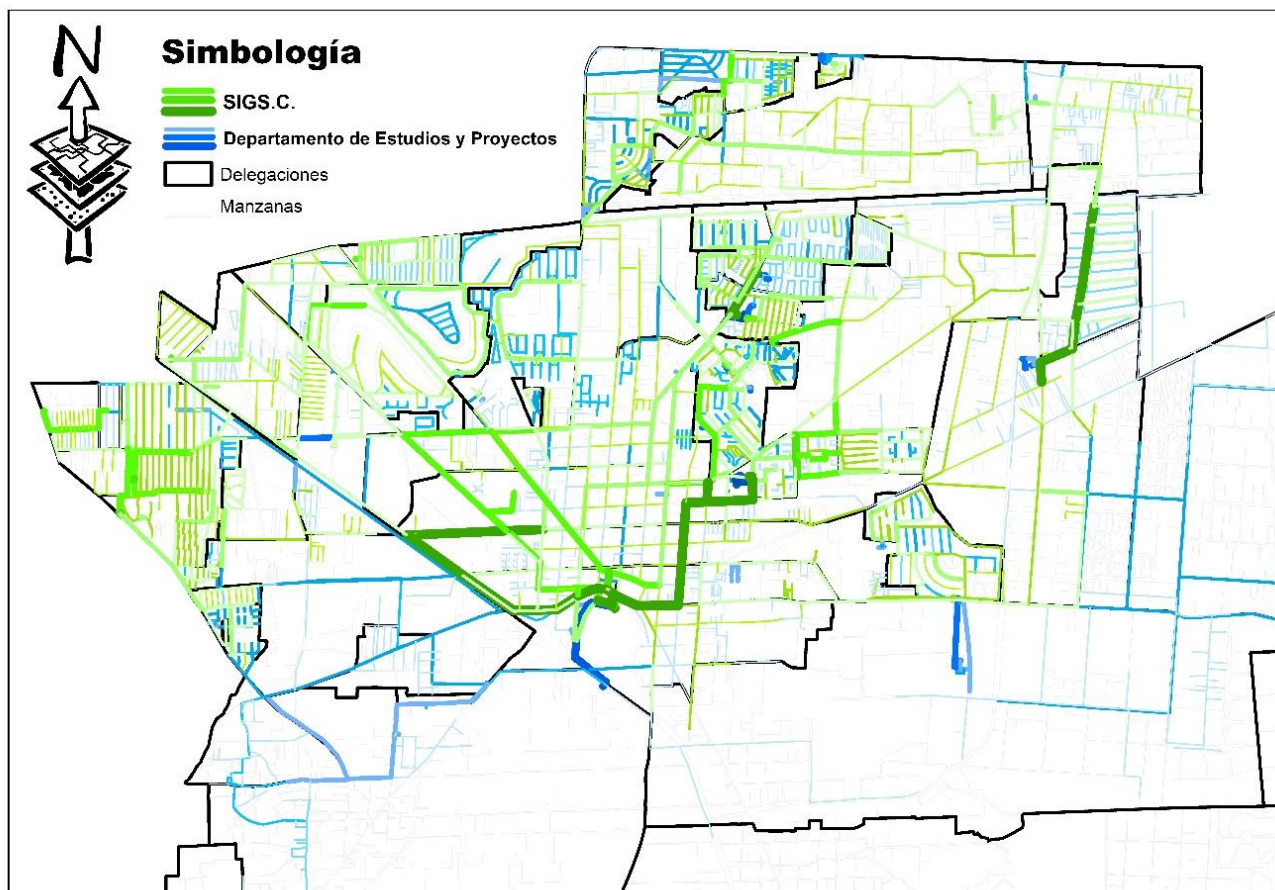 N
Simbología
SIGS.C.
Departamento de Estudios y Proyectos
Delegaciones
Manzanas